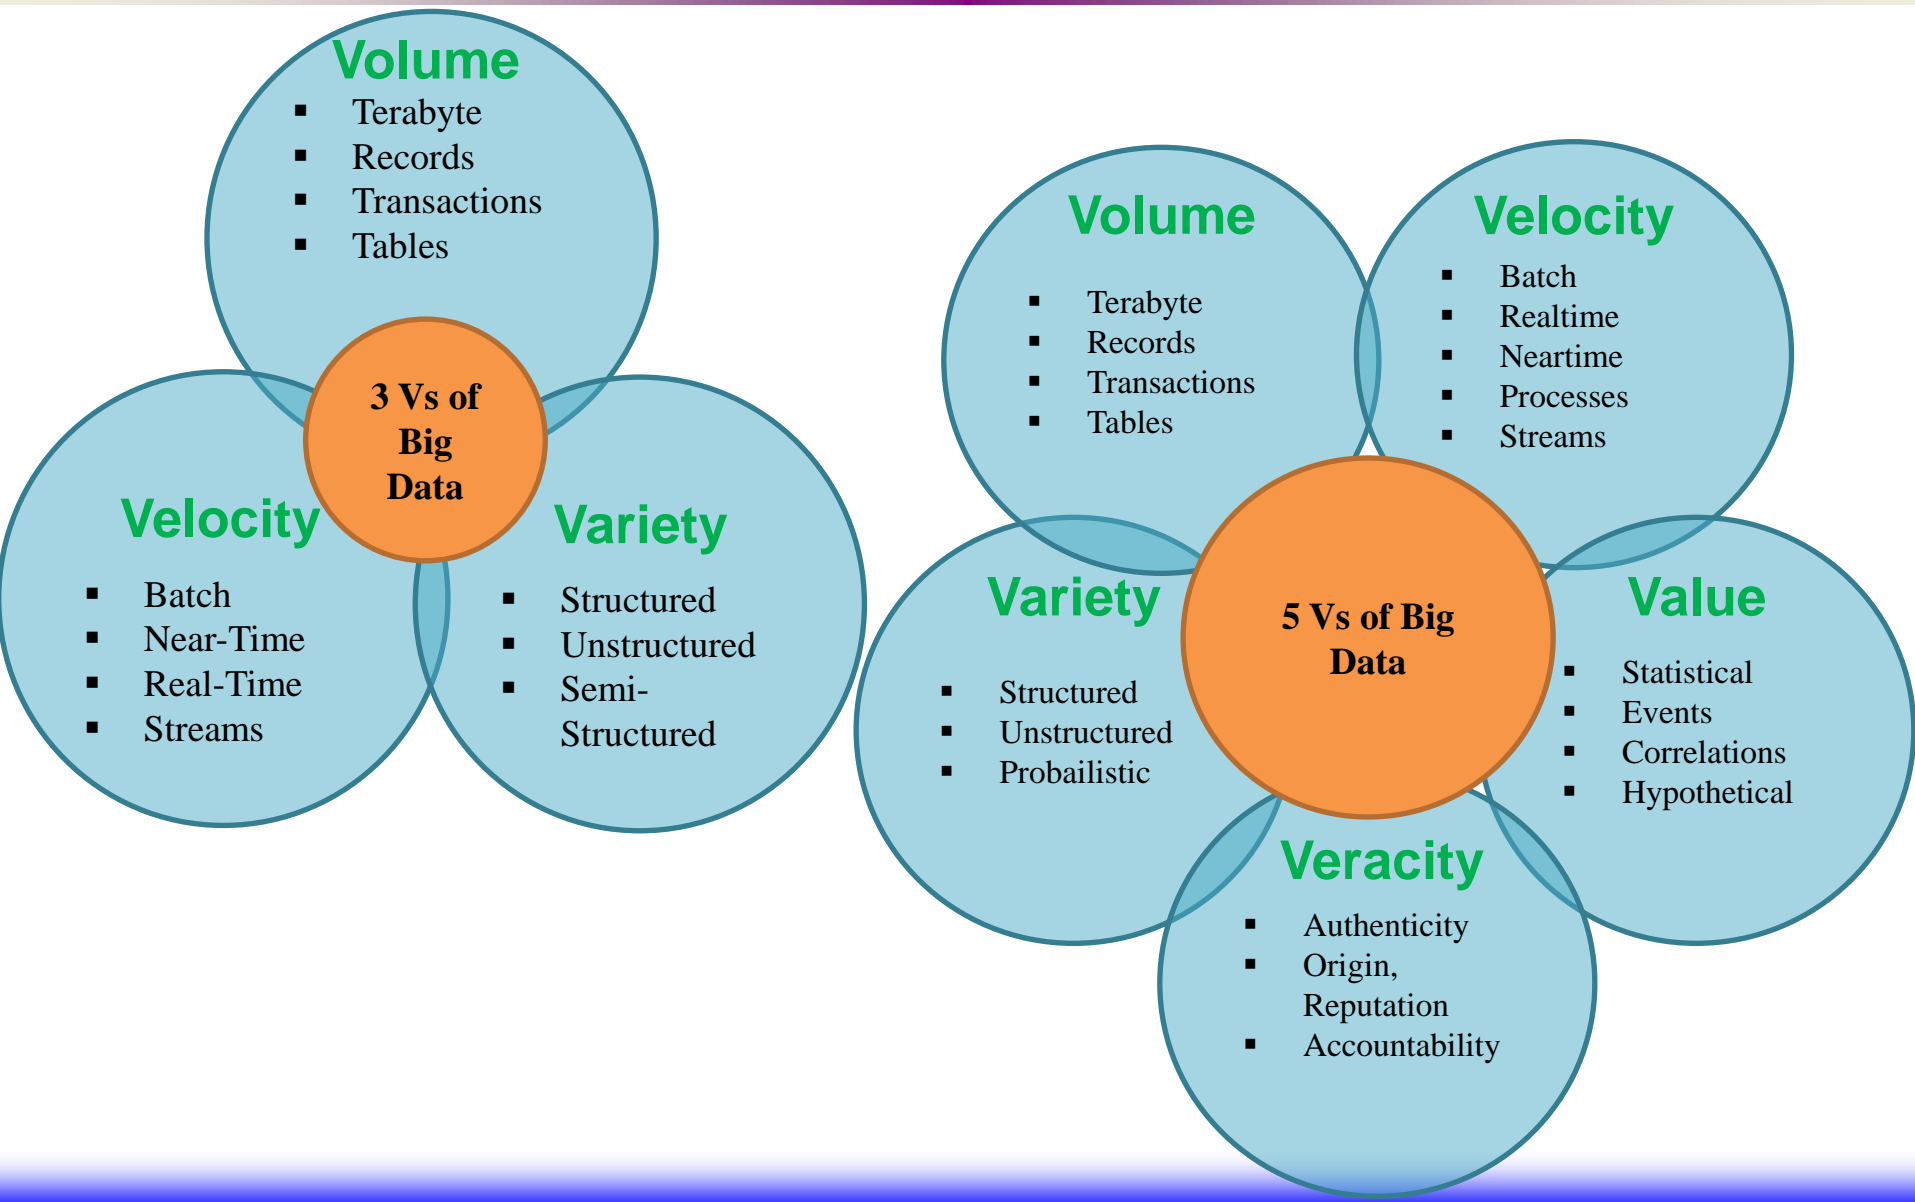 Volume
▪ Terabyte
▪ Records
▪ Transactions
▪ Tables
3 Vs of
Big
Data
Velocity
▪ Batch
▪ Near-Time
▪ Real-Time
▪ Streams
Variety
▪ Structured
▪ Unstructured
▪ Semi-
Structured
Volume
▪ Terabyte
▪ Records
▪ Transactions
▪ Tables
Velocity
▪ Batch
▪ Realtime
▪ Neartime
▪ Processes
▪ Streams
5 Vs of Big
Data
Variety
▪ Structured
▪ Unstructured
▪ Probailistic
Value
▪ Statistical
▪ Events
▪ Correlations
▪ Hypothetical
Veracity
▪ Authenticity
▪ Origin,
Reputation
▪ Accountability